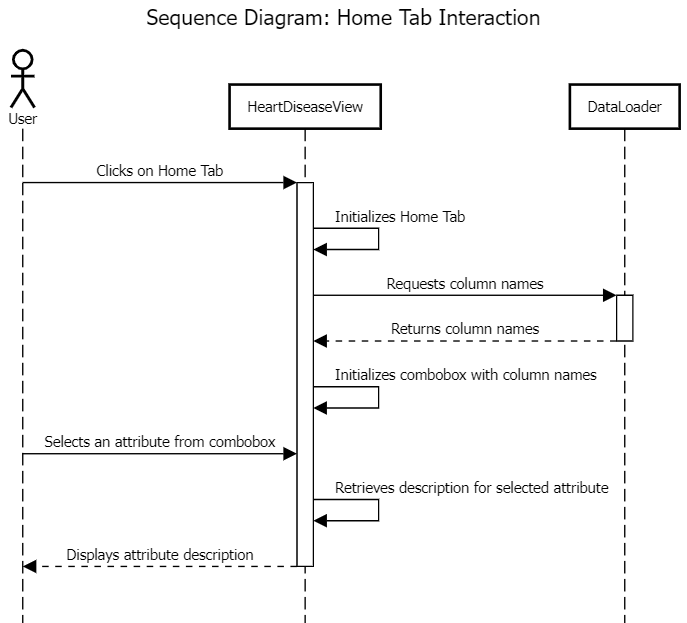 Sequence Diagram: Home Tab Interaction
User
HeartDiseaseView
DataLoader
Clicks on Home Tab
Initializes Home Tab
Requests column names
Returns column names
Initializes combobox with column names
Selects an attribute from combobox
Retrieves description for selected attribute
Displays attribute description